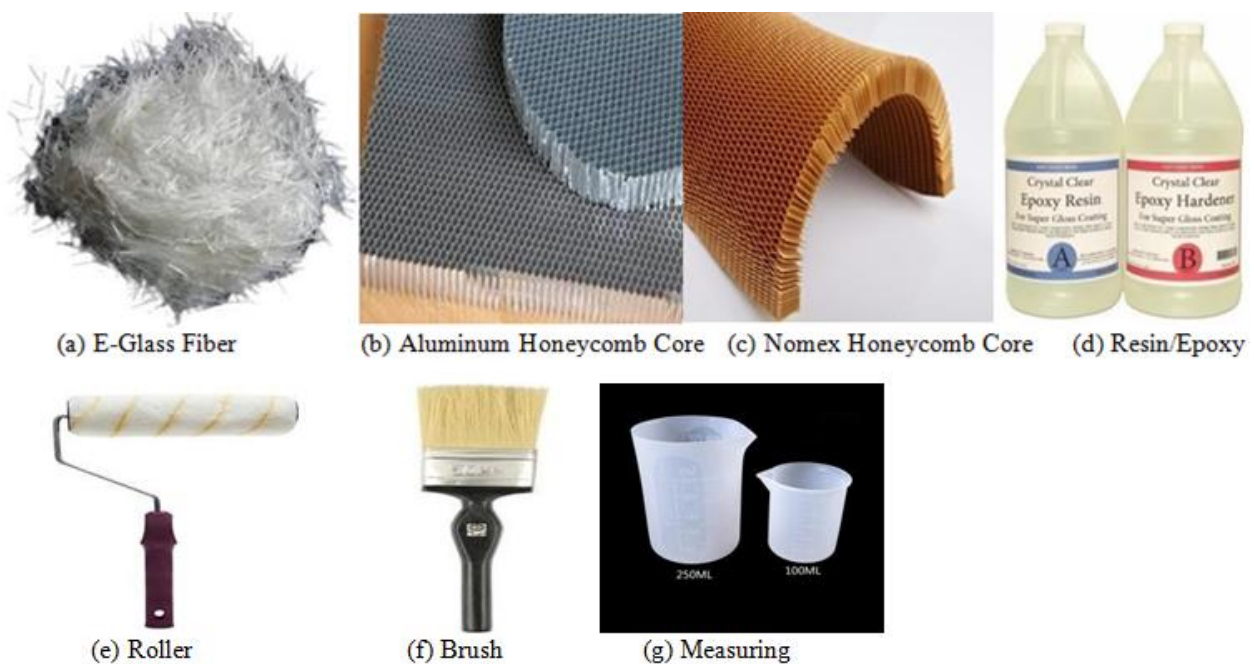 (a) E-Glass Fiber
(b) Aluminum Honeycomb Core
(c) Nomex Honeycomb Core
(d) Resin/Epoxy
Crystal Clear
Epoxy Resin
For Super Gloss Coating
A
Crystal Clear
Epoxy Hardener
For Super Gloss Coating
B
250ML
100ML
(e) Roller
(f) Brush
(g) Measuring